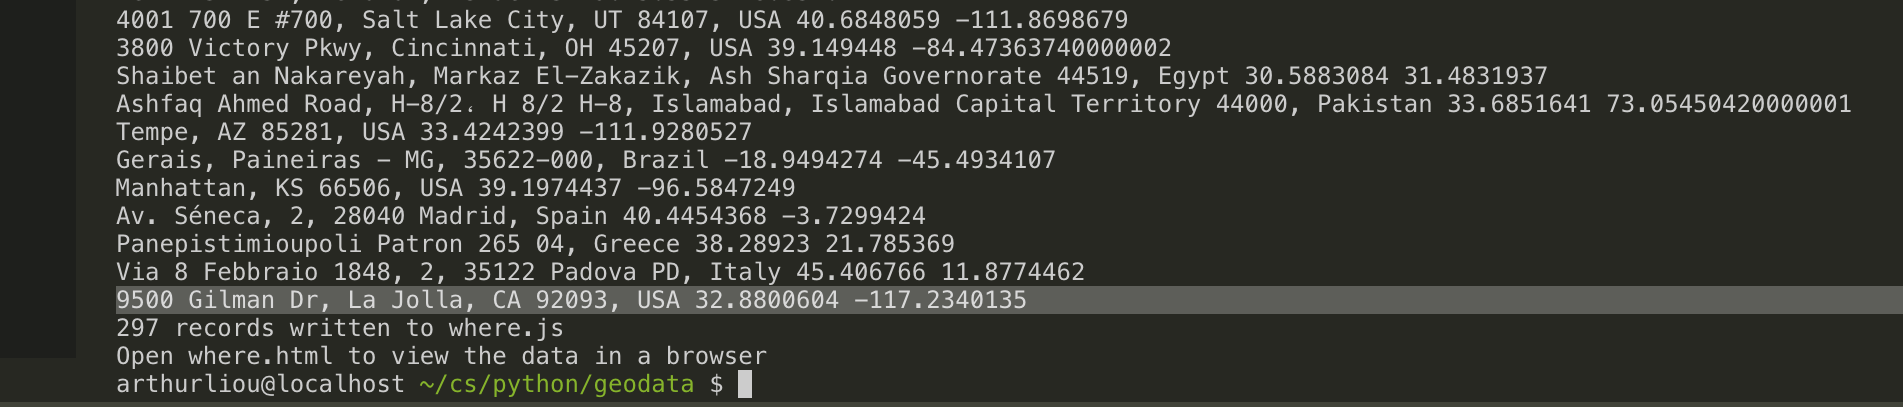 4001 700 E #700, Salt Lake City, UT 84107, USA 40.6848059 -111.8698679
3800 Victory Pkwy, Cincinnati, OH 45207, USA 39.149448 -84.47363740000002
Shaibet an Nakareyah, Markaz El-Zakazik, Ash Sharqia Governorate 44519, Egypt 30.5883084 31.4831937
Ashfaq Ahmed Road, H-8/2، H 8/2 H-8, Islamabad, Islamabad Capital Territory 44000, Pakistan 33.6851641 73.05450420000001
Tempe, AZ 85281, USA 33.4242399 -111.9280527
Gerais, Paineiras - MG, 35622-000, Brazil -18.9494274 -45.4934107
Manhattan, KS 66506, USA 39.1974437 -96.5847249
Av. Séneca, 2, 28040 Madrid, Spain 40.4454368 -3.7299424
Panepistimioupoli Patron 265 04, Greece 38.28923 21.785369
Via 8 Febbraio 1848, 2, 35122 Padova PD, Italy 45.406766 11.8774462
9500 Gilman Dr, La Jolla, CA 92093, USA 32.8800604 -117.2340135
297 records written to where.js
Open where.html to view the data in a browser
arthurliou@localhost ~/cs/python/geodata $